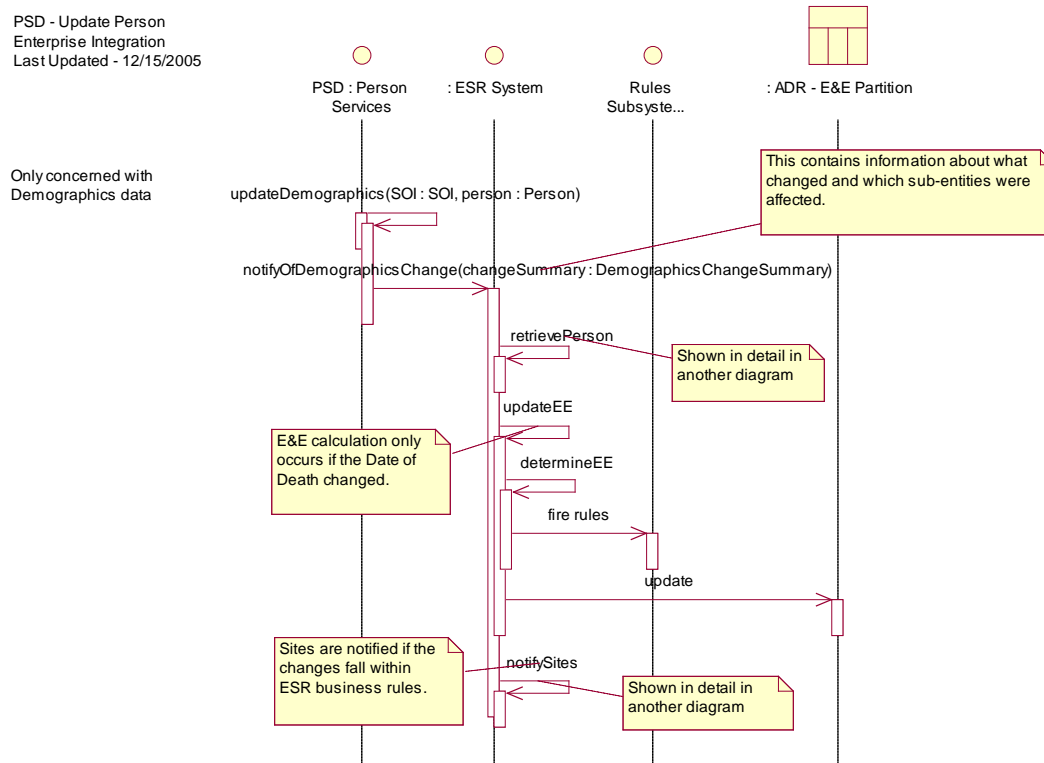 PSD - Update Person
Enterprise Integration
Last Updated - 12/15/2005
PSD : Person
Services
: ESR System
Rules
Subsyste...
: ADR - E&E Partition
Only concerned with
Demographics data
This contains information about what
changed and which sub-entities were
affected.
updateDemographics(SOI : SOI, person : Person)
notifyOfDemographicsChange(changeSummary : DemographicsChangeSummary)
retrievePerson
Shown in detail in
another diagram
updateEE
E&E calculation only
occurs if the Date of
Death changed.
determineEE
fire rules
update
Sites are notified if the
changes fall within
ESR business rules.
notifySites
Shown in detail in
another diagram